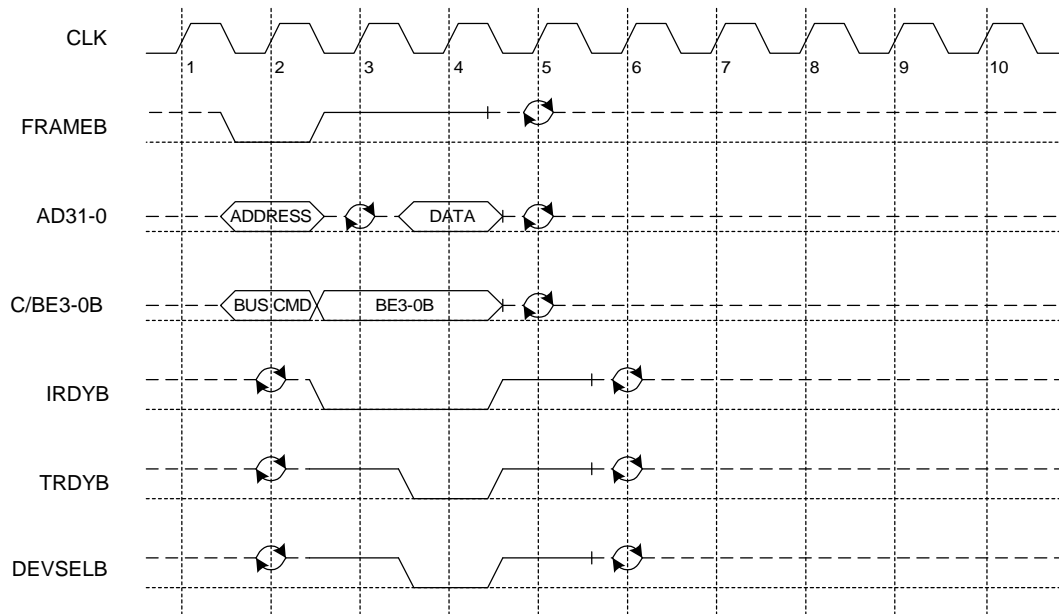 CLK
1 2 3 4 5 6 7 8 9 10
FRAMEB
AD31-0
ADDRESS DATA
C/BE3-0B
BUS CMD BE3-0B
IRDYB
TRDYB
DEVSELB